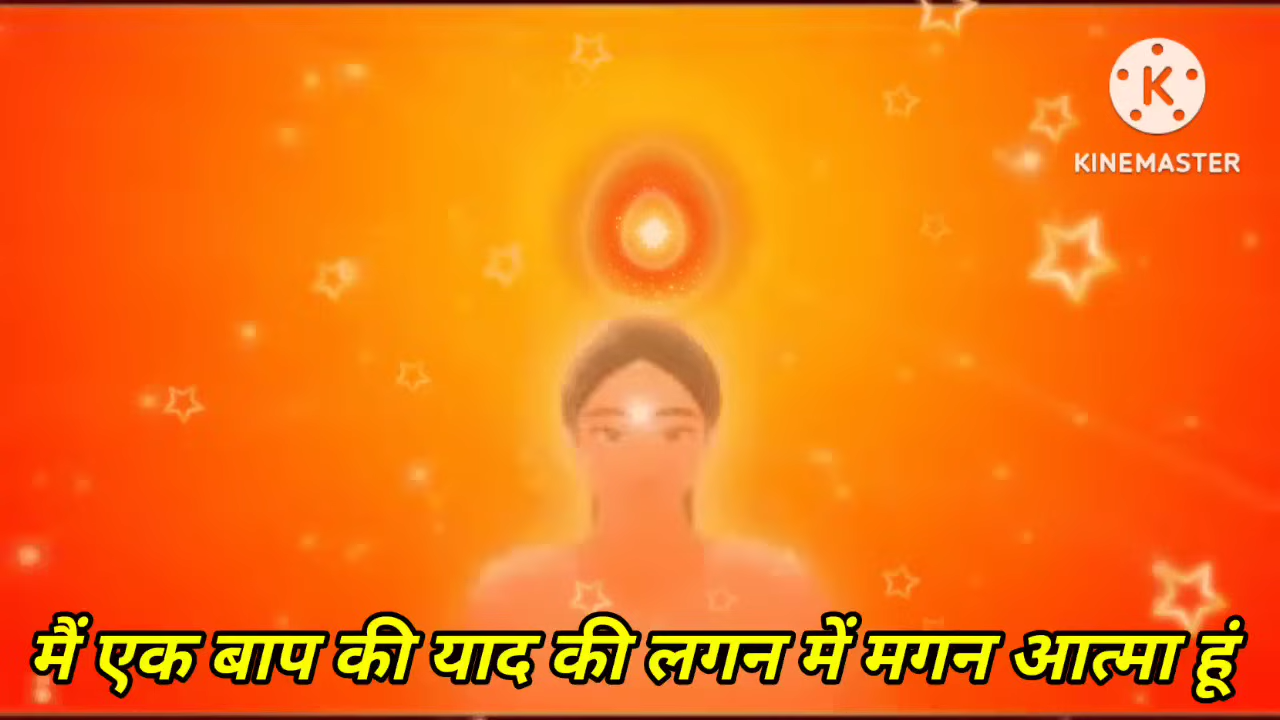 K
KINEMASTER
मैं एक बाप की याद की लगन में मगन आत्मा हूं